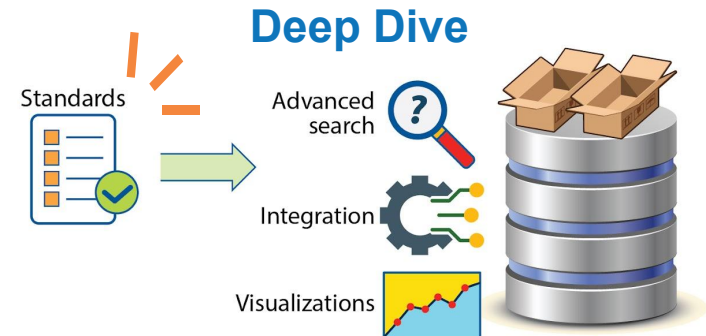 Deep Dive
Standards
Advanced
search
?
Integration
Visualizations